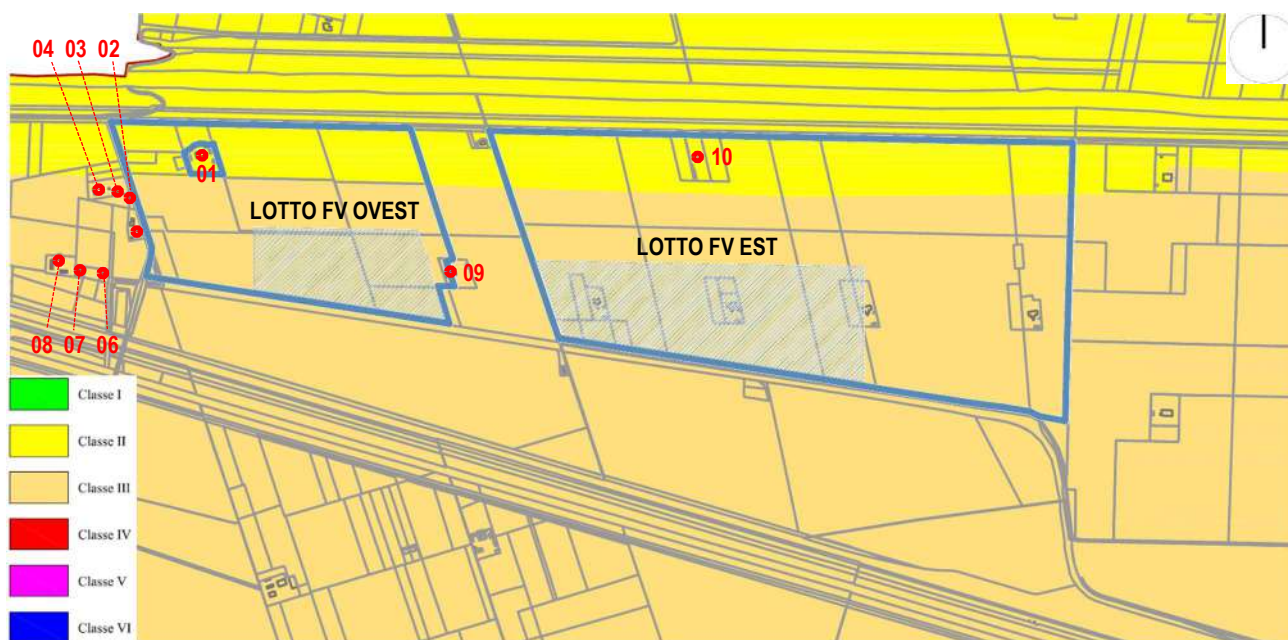 04 03 02
01
10
LOTTO FV OVEST
LOTTO FV EST
09
08 07 06
Classe I
Classe II
Classe III
Classe IV
Classe V
Classe VI